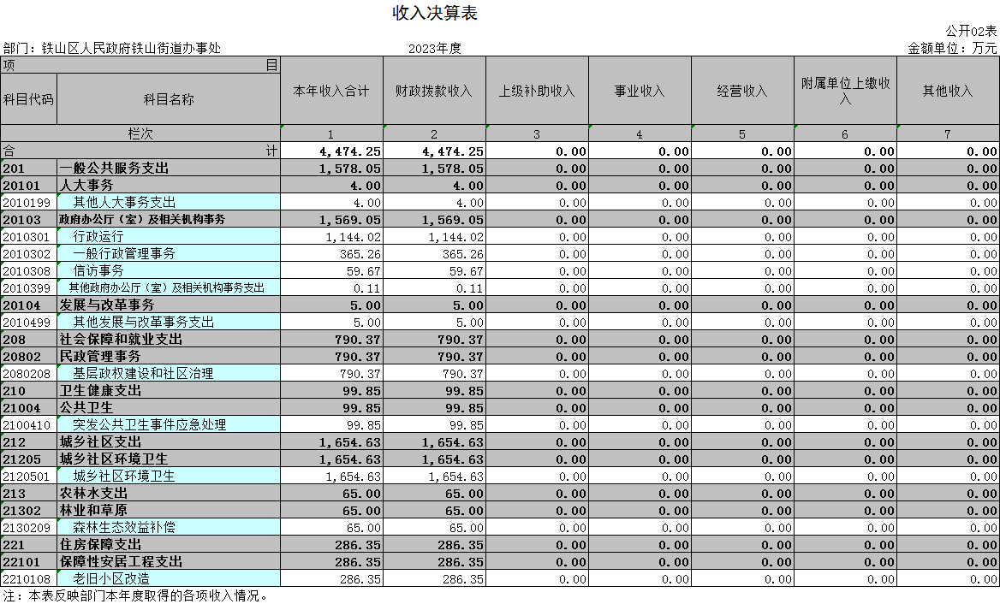 收入决算表
公开02表
部门：铁山区人民政府铁山街道办事处 2023年度 金额单位：万元
项 目 本年收入合计 财政拨款收入 上级补助收入 事业收入 经营收入 附属单位上缴收入 其他收入
科目代码 科目名称
栏次 1 2 3 4 5 6 7
合 计 4,474.25 4,474.25 0.00 0.00 0.00 0.00 0.00
201 一般公共服务支出 1,578.05 1,578.05 0.00 0.00 0.00 0.00 0.00
20101 人大事务 4.00 4.00 0.00 0.00 0.00 0.00 0.00
2010199 其他人大事务支出 4.00 4.00 0.00 0.00 0.00 0.00 0.00
20103 政府办公厅（室）及相关机构事务 1,569.05 1,569.05 0.00 0.00 0.00 0.00 0.00
2010301 行政运行 1,144.02 1,144.02 0.00 0.00 0.00 0.00 0.00
2010302 一般行政管理事务 365.26 365.26 0.00 0.00 0.00 0.00 0.00
2010308 信访事务 59.67 59.67 0.00 0.00 0.00 0.00 0.00
2010399 其他政府办公厅（室）及相关机构事务支出 0.11 0.11 0.00 0.00 0.00 0.00 0.00
20104 发展与改革事务 5.00 5.00 0.00 0.00 0.00 0.00 0.00
2010499 其他发展与改革事务支出 5.00 5.00 0.00 0.00 0.00 0.00 0.00
208 社会保障和就业支出 790.37 790.37 0.00 0.00 0.00 0.00 0.00
20802 民政管理事务 790.37 790.37 0.00 0.00 0.00 0.00 0.00
2080208 基层政权建设和社区治理 790.37 790.37 0.00 0.00 0.00 0.00 0.00
210 卫生健康支出 99.85 99.85 0.00 0.00 0.00 0.00 0.00
21004 公共卫生 99.85 99.85 0.00 0.00 0.00 0.00 0.00
2100410 突发公共卫生事件应急处理 99.85 99.85 0.00 0.00 0.00 0.00 0.00
212 城乡社区支出 1,654.63 1,654.63 0.00 0.00 0.00 0.00 0.00
21205 城乡社区环境卫生 1,654.63 1,654.63 0.00 0.00 0.00 0.00 0.00
2120501 城乡社区环境卫生 1,654.63 1,654.63 0.00 0.00 0.00 0.00 0.00
213 农林水支出 65.00 65.00 0.00 0.00 0.00 0.00 0.00
21302 林业和草原 65.00 65.00 0.00 0.00 0.00 0.00 0.00
2130209 森林生态效益补偿 65.00 65.00 0.00 0.00 0.00 0.00 0.00
221 住房保障支出 286.35 286.35 0.00 0.00 0.00 0.00 0.00
22101 保障性安居工程支出 286.35 286.35 0.00 0.00 0.00 0.00 0.00
2210108 老旧小区改造 286.35 286.35 0.00 0.00 0.00 0.00 0.00
注：本表反映部门本年度取得的各项收入情况。